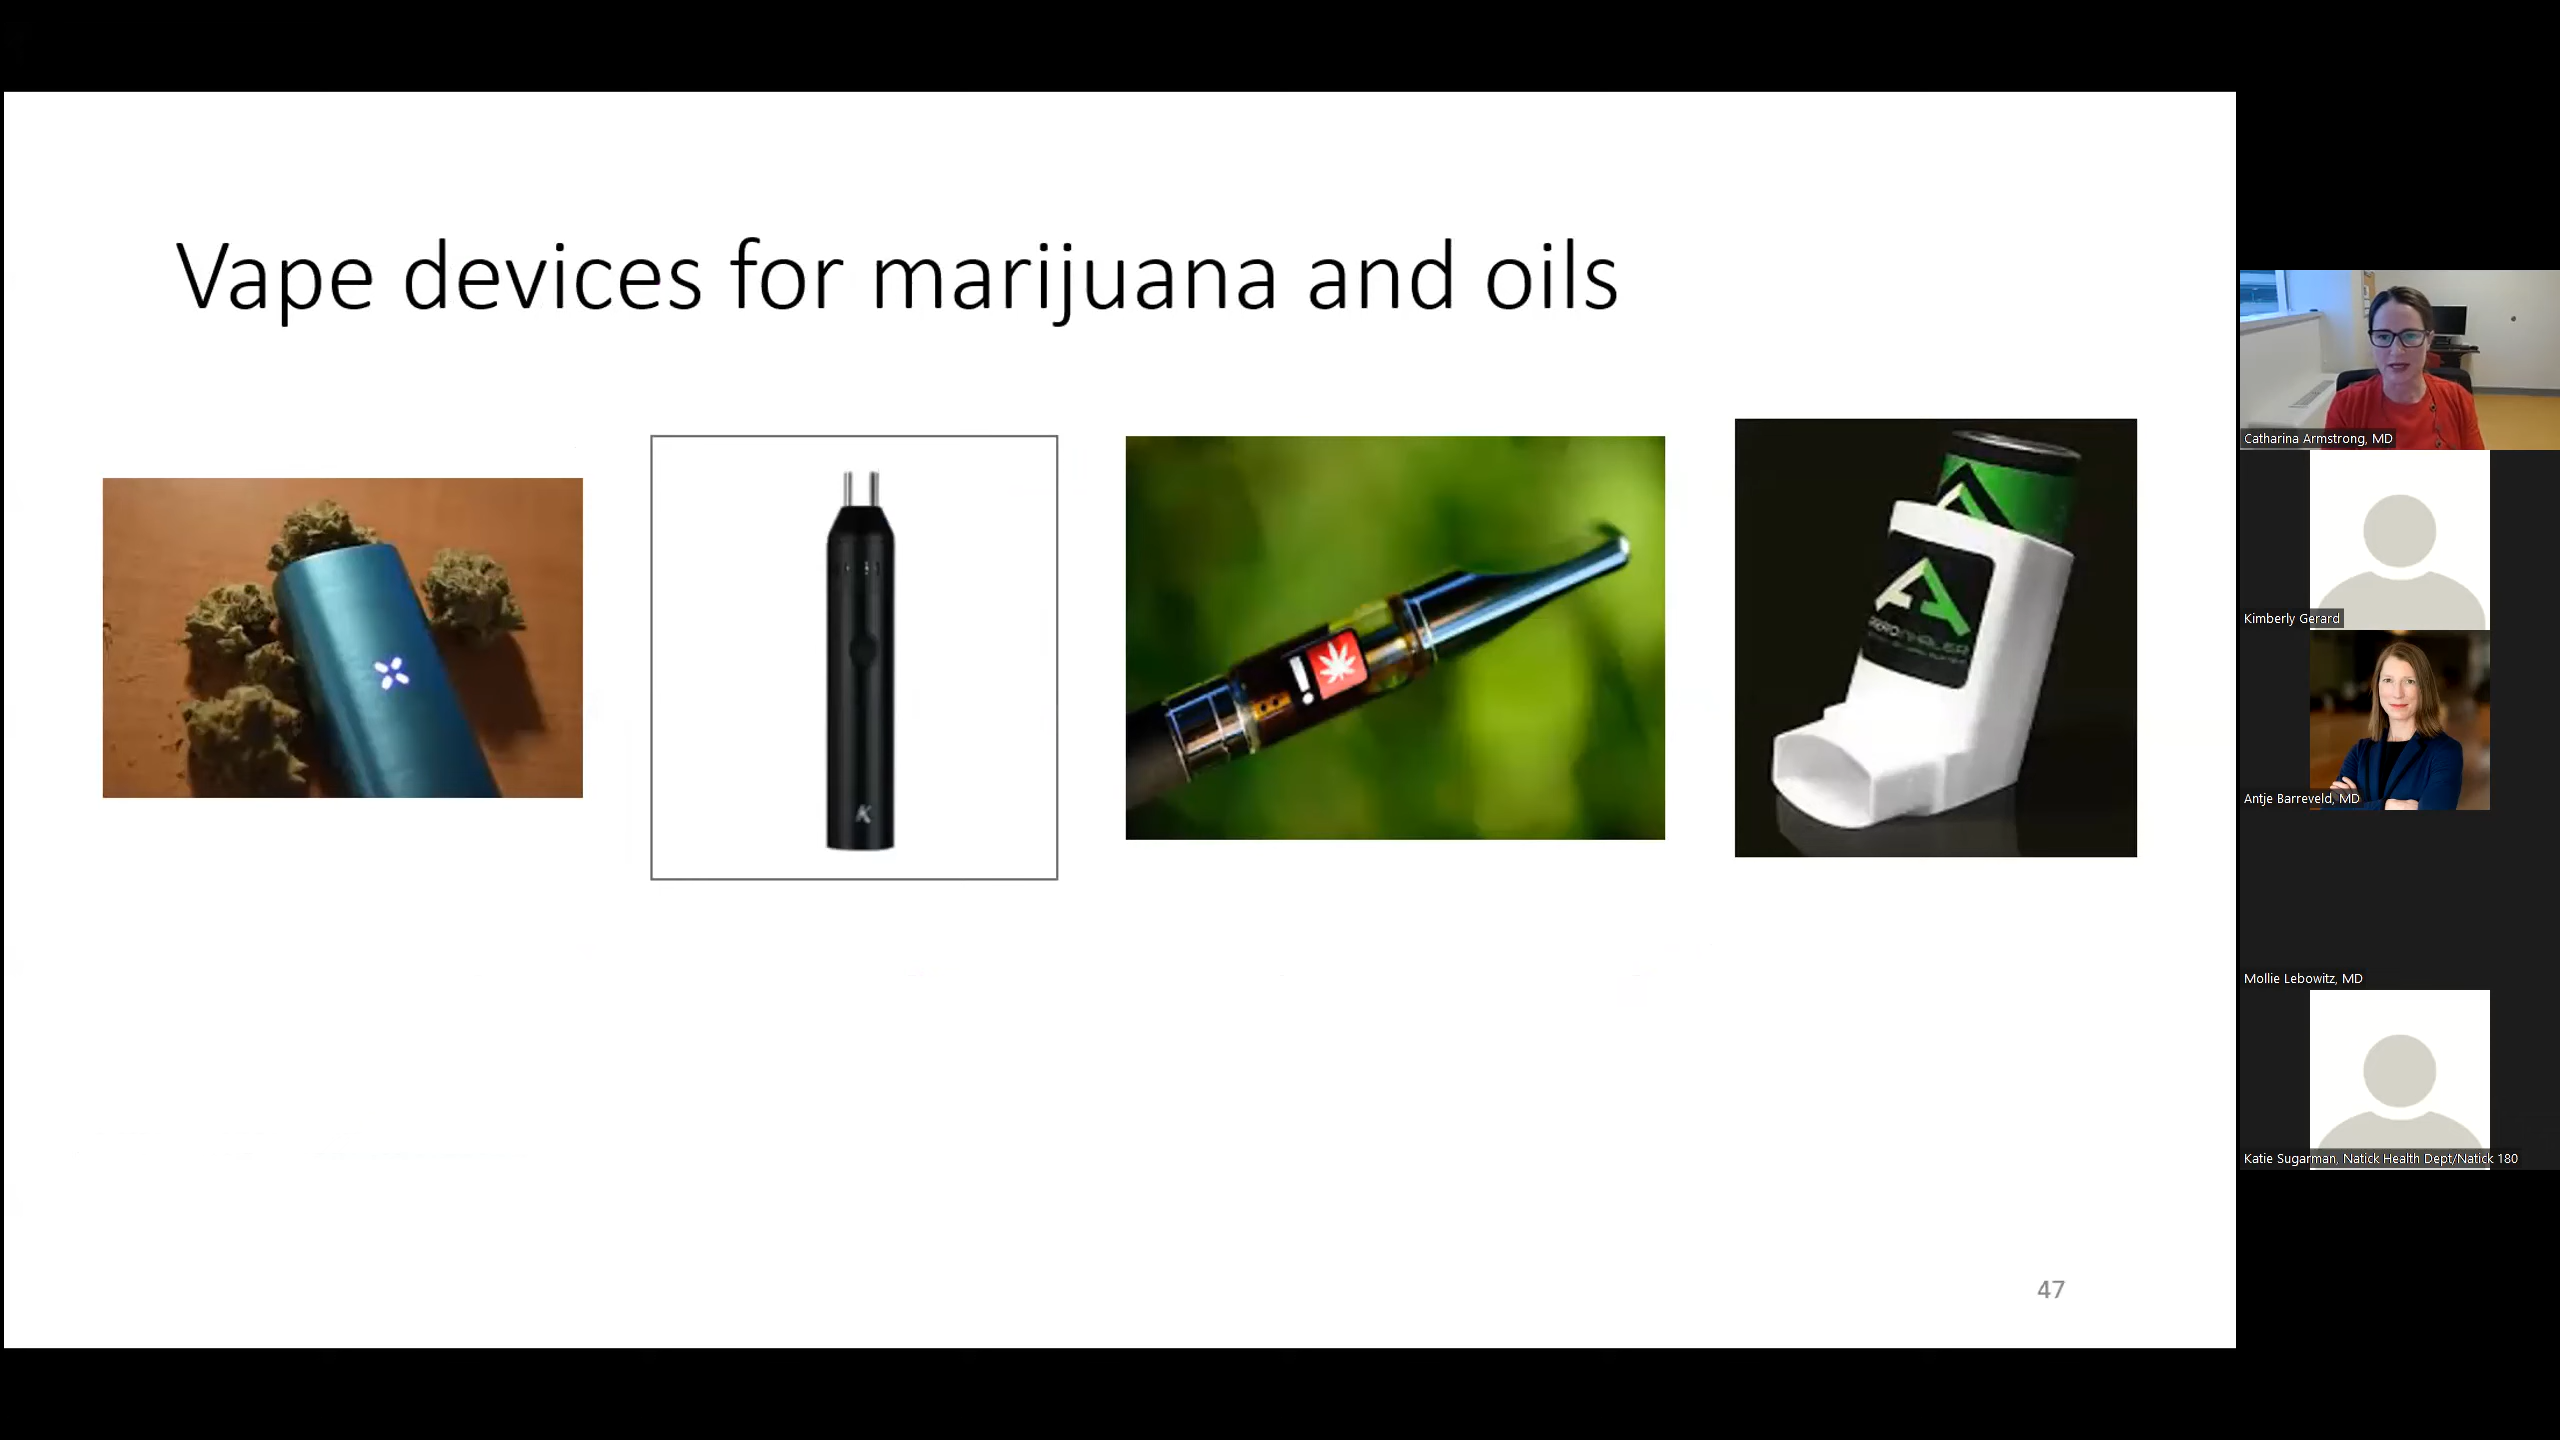 Vape devices for marijuana and oils
K
!
47
Catharina Armstrong, MD
Kimberly Gerard
Antje Barreveld, MD
Mollie Lebowitz, MD
Katie Sugarman, Natick Health Dept/Natick 180